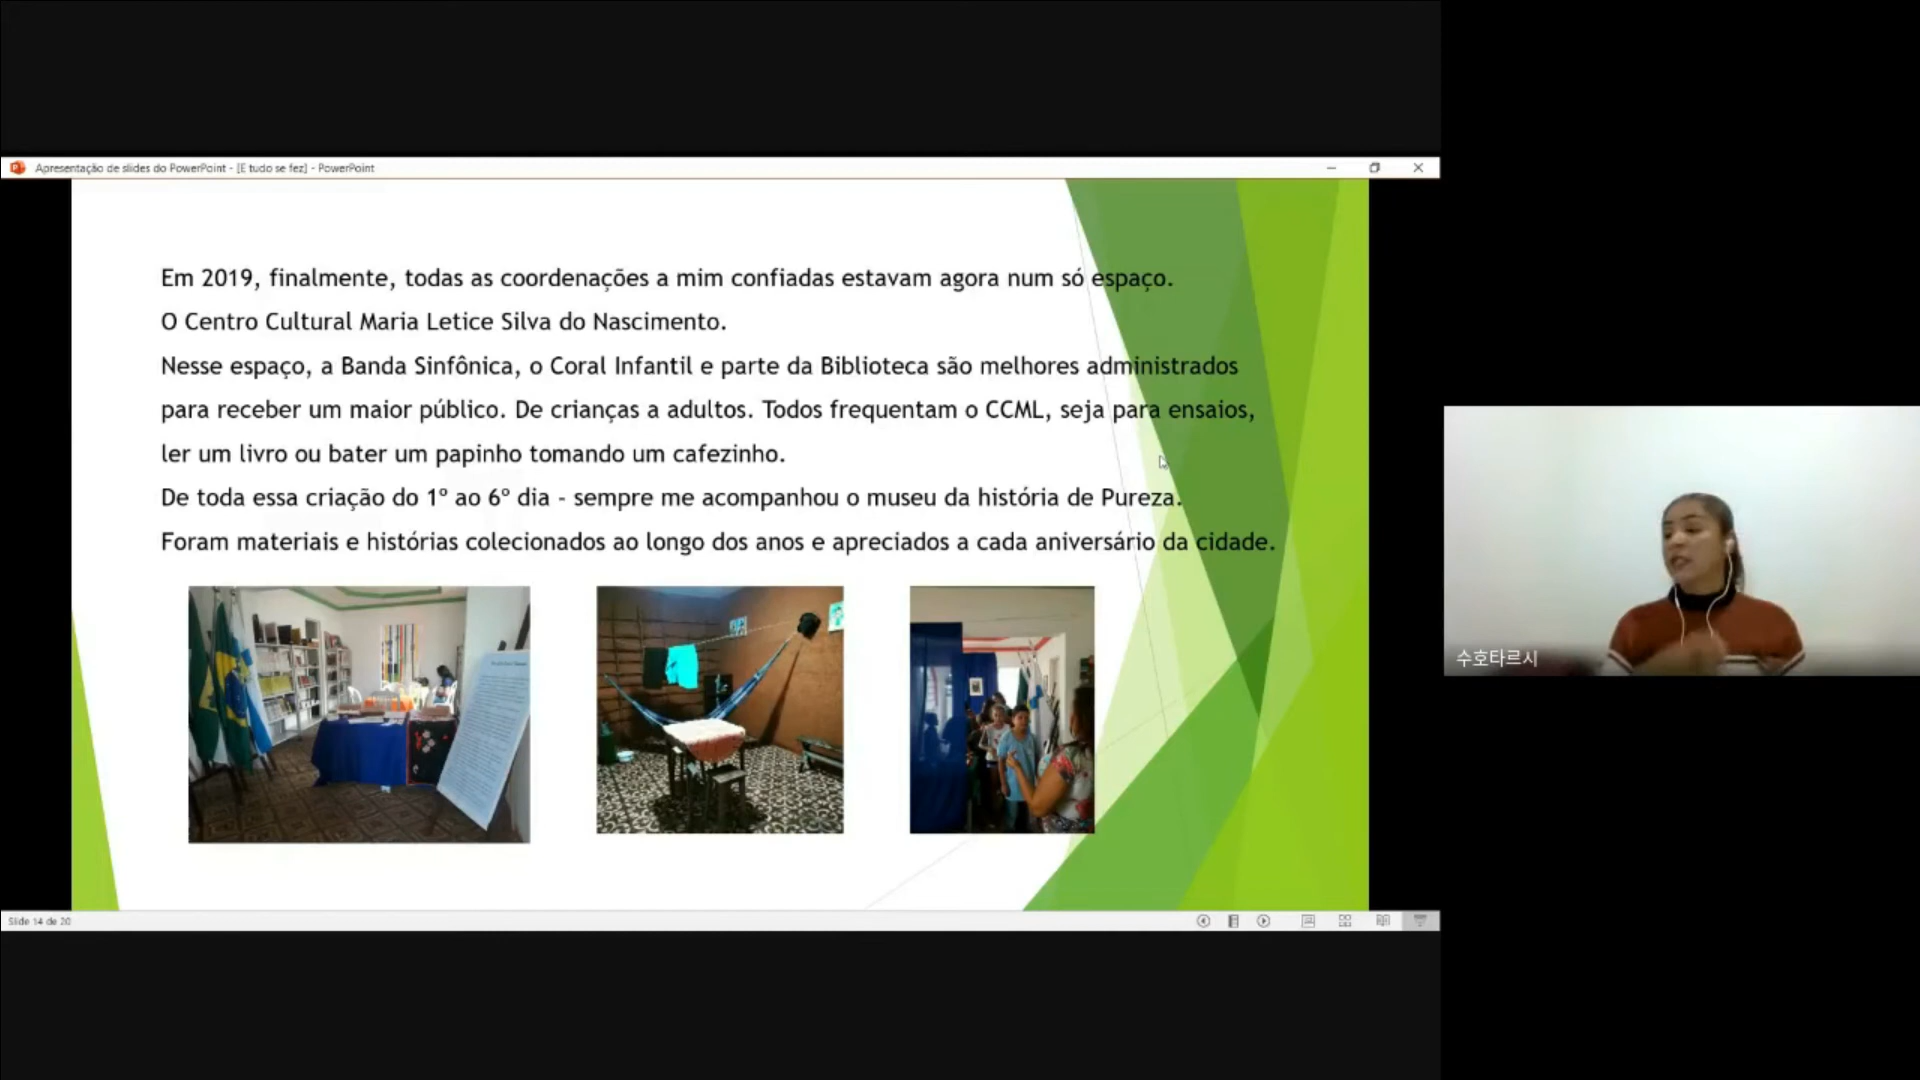 Apresentação de slides do PowerPoint - [E tudo se fez] - PowerPoint
Em 2019, finalmente, todas as coordenações a mim confiadas estavam agora num só espaço.
O Centro Cultural Maria Letice Silva do Nascimento.
Nesse espaço, a Banda Sinfônica, o Coral Infantil e parte da Biblioteca são melhores administrados
para receber um maior público. De crianças a adultos. Todos frequentam o CCML, seja para ensaios,
ler um livro ou bater um papinho tomando um cafezinho.
De toda essa criação do 1º ao 6º dia - sempre me acompanhou o museu da história de Pureza.
Foram materiais e histórias colecionados ao longo dos anos e apreciados a cada aniversário da cidade.
수호타르시
Slide 14 de 20